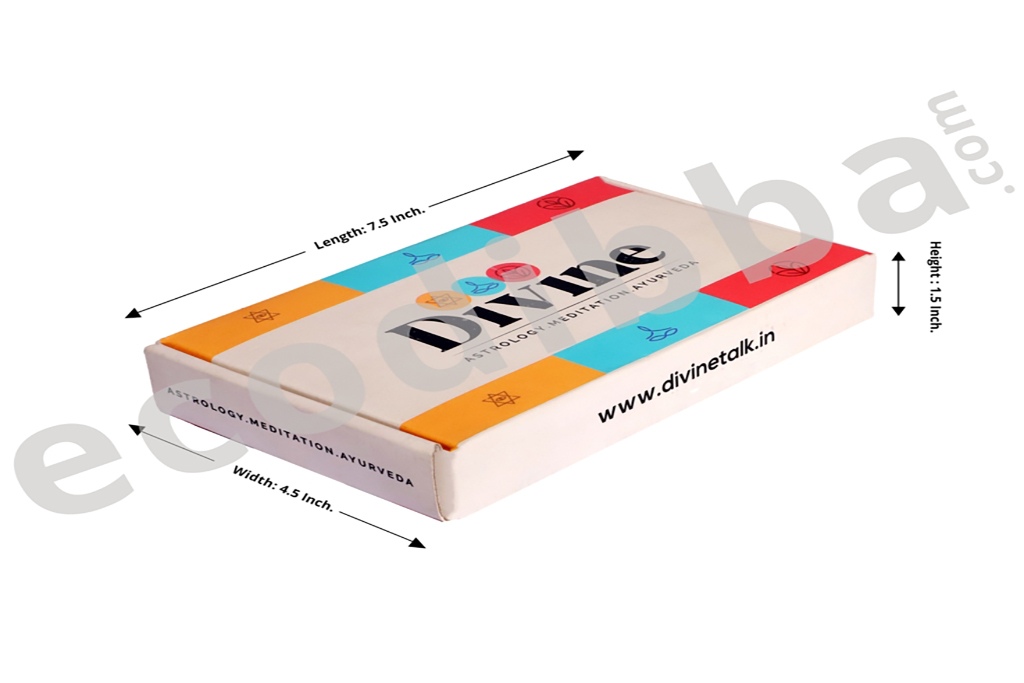 ecodibba
.com
Length: 7.5 Inch.
Height : 1.5 Inch.
Divine
ASTROLOGY.MEDITATION.AYURVEDA
www.divinetalk.in
ASTROLOGY.MEDITATION.AYURVEDA
Width: 4.5 Inch.